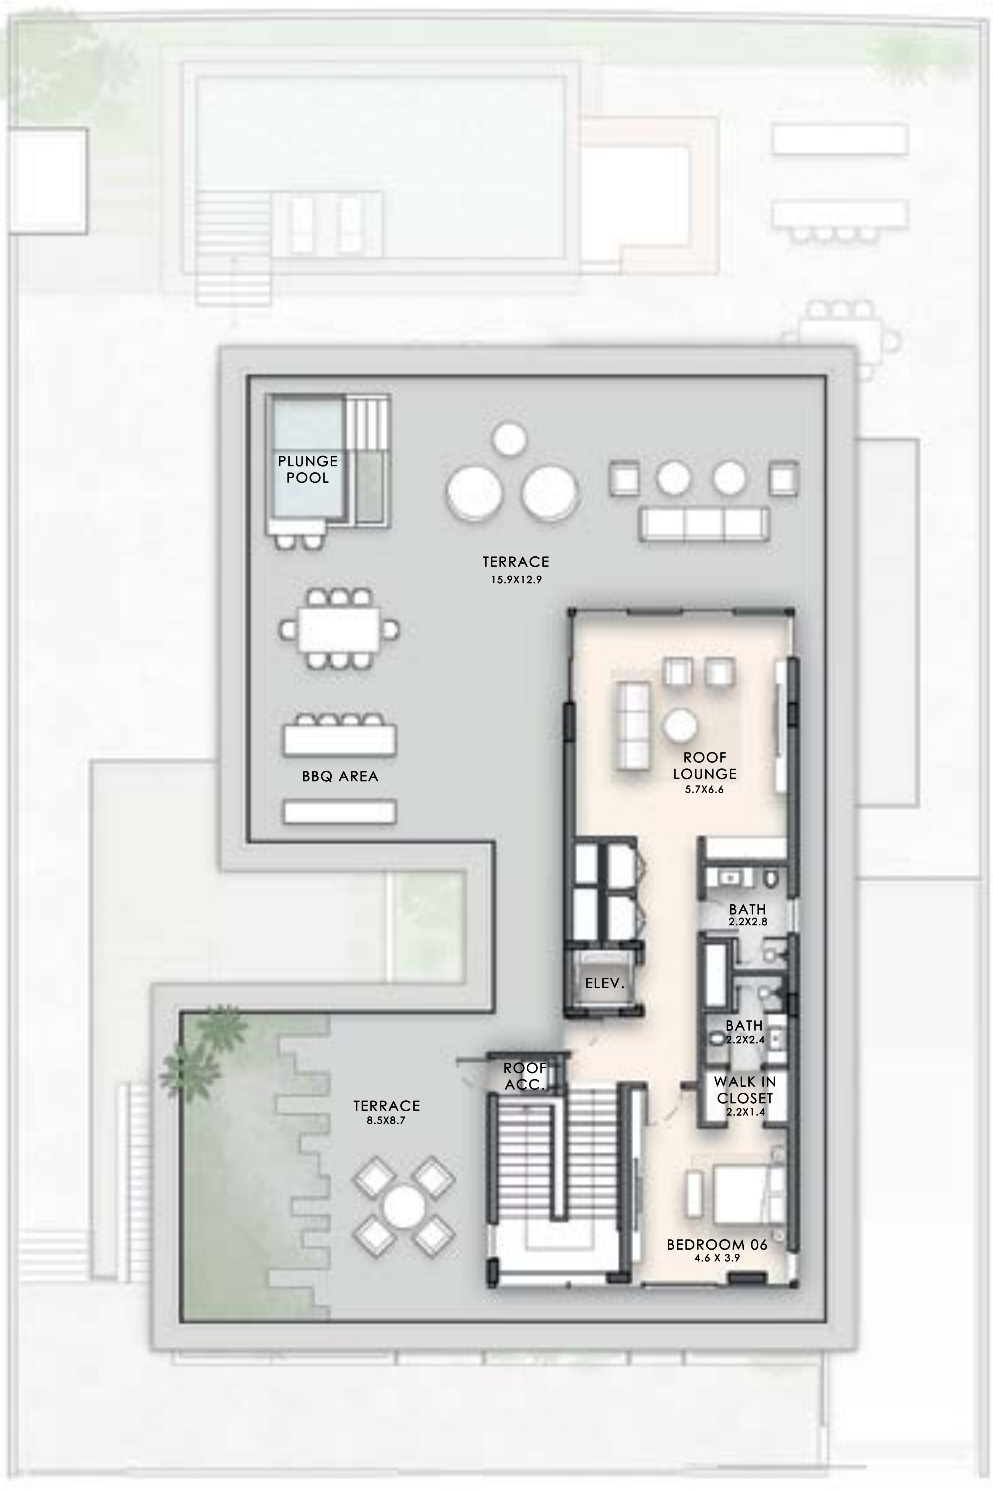 PLUNGE
POOL
TERRACE
15.9X12.9
ROOF
LOUNGE
5.7X6.6
BBQ AREA
BATH
2.2X2.8
ELEV.
BATH
2.2X2.4
ROOF
ACC.
WALK IN
CLOSET
2.2X1.4
TERRACE
8.5X8.7
BEDROOM 06
4.6 X 3.9